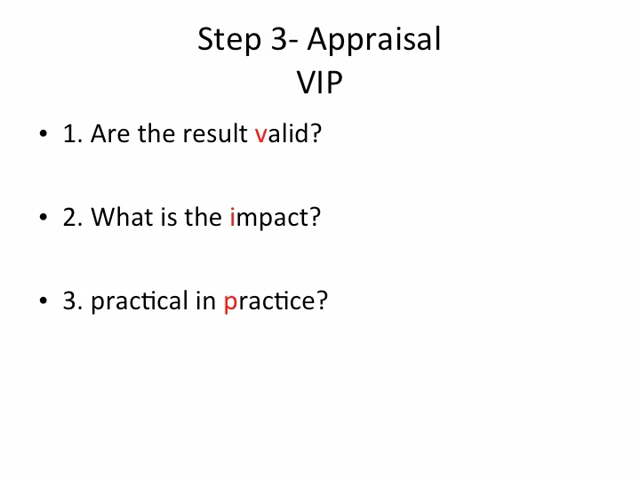 Step 3- Appraisal
VIP
• 1. Are the result valid?
• 2. What is the impact?
• 3. practical in practice?